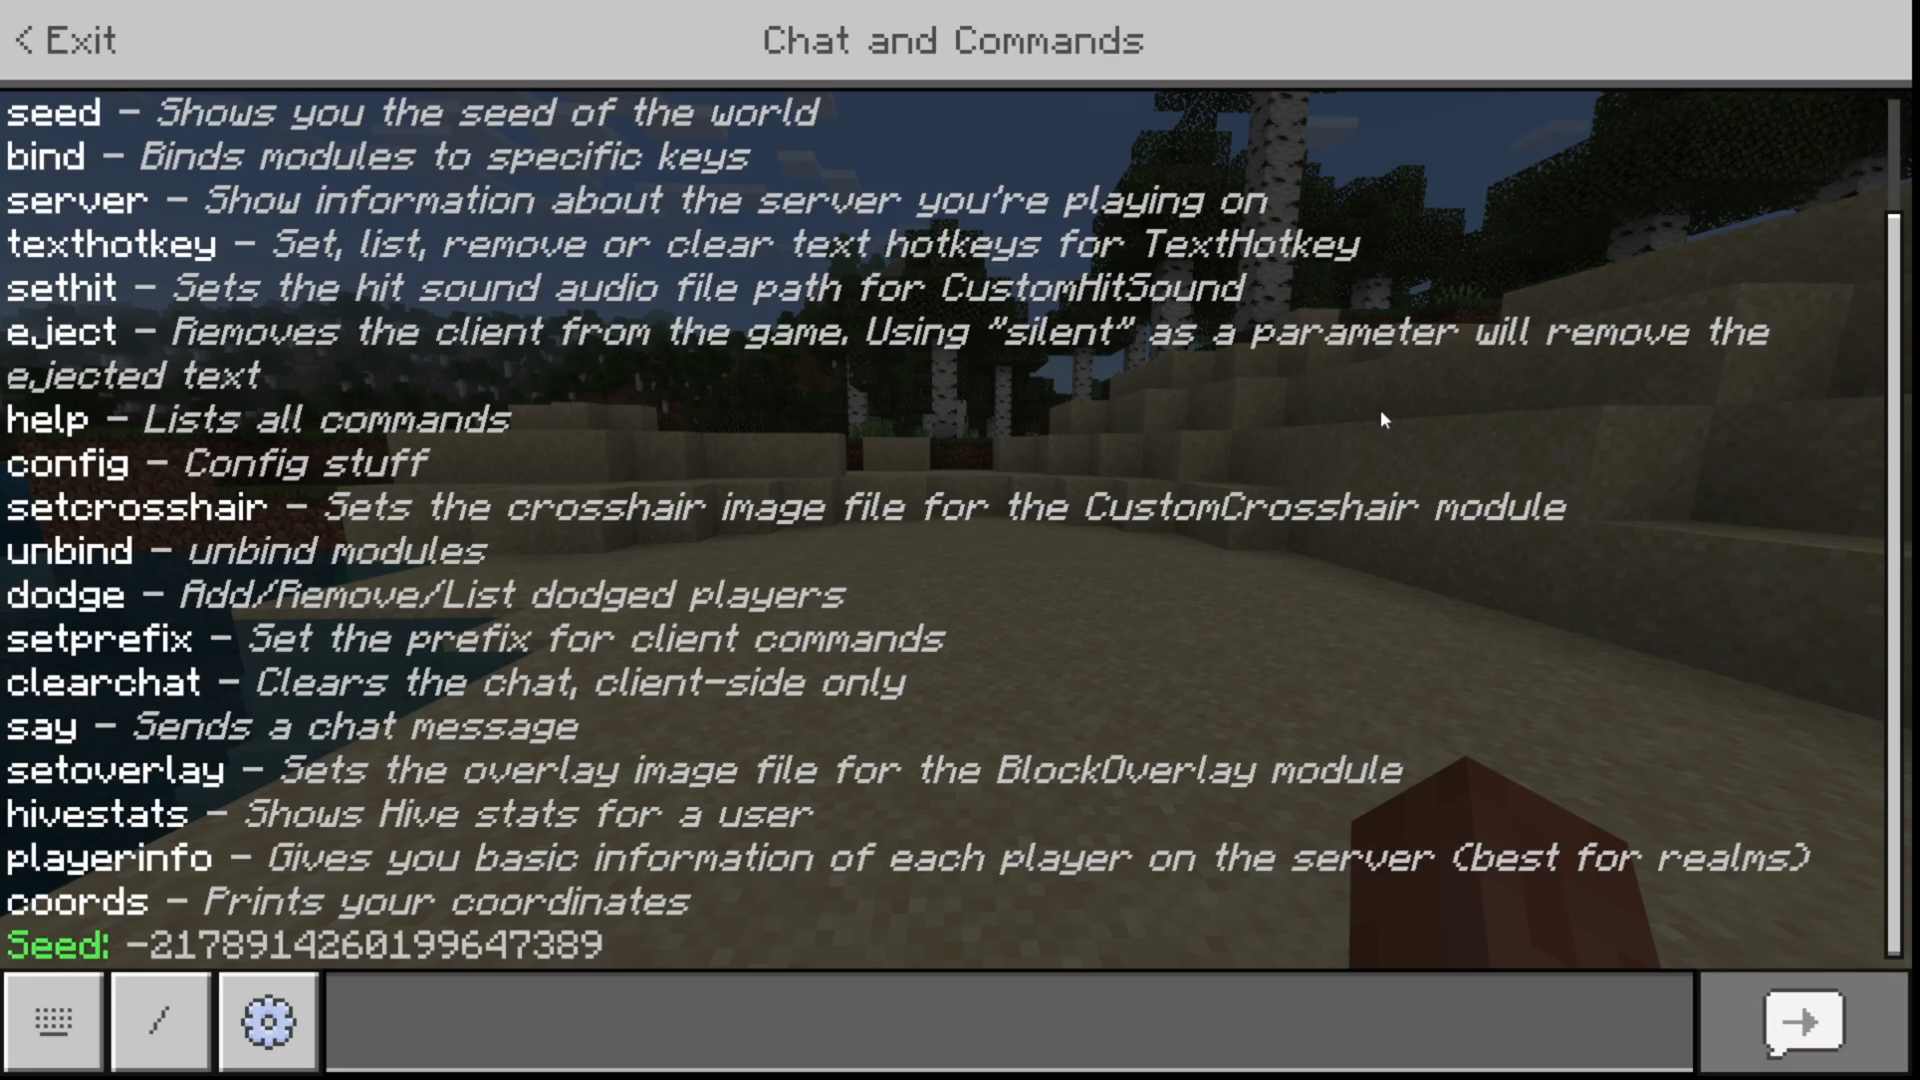 < Exit
Chat and Commands
seed - Shows you the seed of the world
bind - Binds modules to specific keys
server - Show information about the server you're playing on
texthotkey - Set, list, remove or clear text hotkeys for TextHotkey
sethit - Sets the hit sound audio file path for CustomHitSound
eject - Removes the client from the game. Using "silent" as a parameter will remove the
ejected text
help - Lists all commands
config - Config stuff
setcrosshair - Sets the crosshair image file for the CustomCrosshair module
unbind - unbind modules
dodge - Add/Remove/List dodged players
setprefix - Set the prefix for client commands
clearchat - Clears the chat, client-side only
say - Sends a chat message
setoverlay - Sets the overlay image file for the BlockOverlay module
hivestats - Shows Hive stats for a user
playerinfo - Gives you basic information of each player on the server (best for realms)
coords - Prints your coordinates
Seed: -2178914260199647389
/